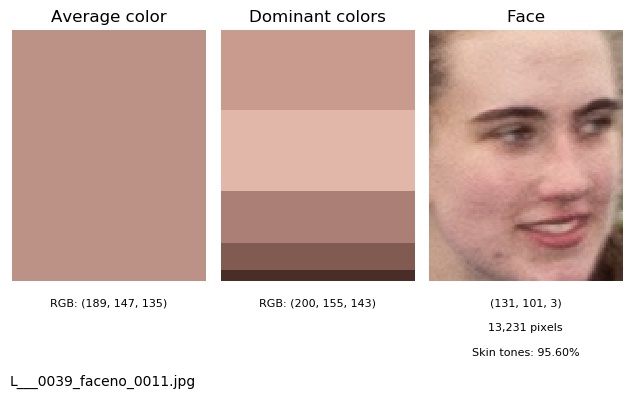 Average color
Dominant colors
Face
RGB: (189, 147, 135)
RGB: (200, 155, 143)
(131, 101, 3)
13,231 pixels
Skin tones: 95.60%
L___0039_faceno_0011.jpg